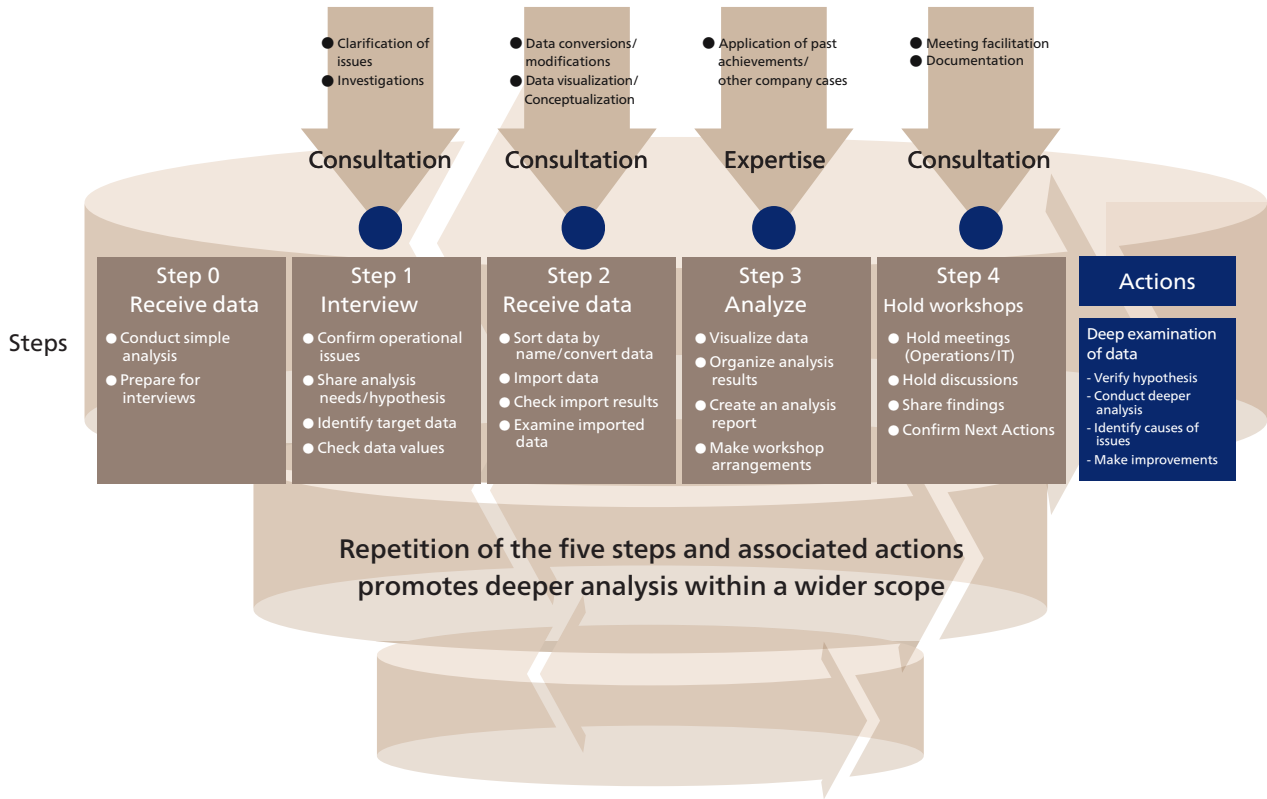 ● Clarification of
issues
● Investigations
Consultation
● Data conversions/
modifications
● Data visualization/
Conceptualization
Consultation
● Application of past
achievements/
other company cases
Expertise
● Meeting facilitation
● Documentation
Consultation
Steps
Step 0
Receive data
● Conduct simple
analysis
● Prepare for
interviews
Step 1
Interview
● Confirm operational
issues
● Share analysis
needs/hypothesis
● Identify target data
● Check data values
Step 2
Receive data
● Sort data by
name/convert data
● Import data
● Check import results
● Examine imported
data
Step 3
Analyze
● Visualize data
● Organize analysis
results
● Create an analysis
report
● Make workshop
arrangements
Step 4
Hold workshops
● Hold meetings
(Operations/IT)
● Hold discussions
● Share findings
● Confirm Next Actions
Actions
Deep examination
of data
- Verify hypothesis
- Conduct deeper
analysis
- Identify causes of
issues
- Make improvements
Repetition of the five steps and associated actions
promotes deeper analysis within a wider scope